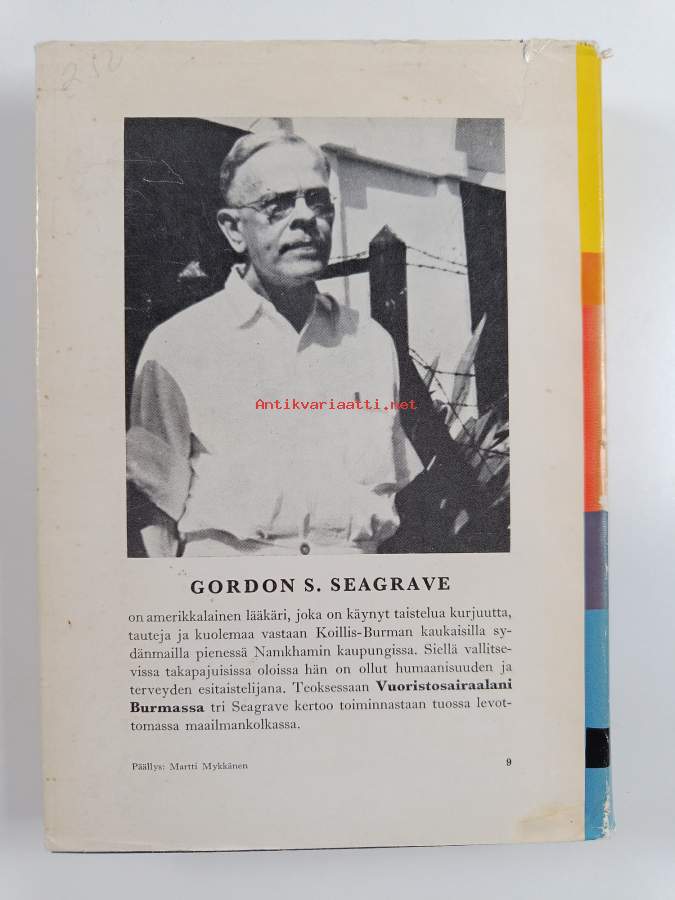 252
Antikvariaatti.net
GORDON S. SEAGRAVE
on amerikkalainen lääkäri, joka on käynyt taistelua kurjuutta,
tauteja ja kuolemaa vastaan Koillis-Burman kaukaisilla sy-
dänmailla pienessä Namkhamin kaupungissa. Siellä vallitse-
vissa takapajuisissa oloissa hän on ollut humaanisuuden ja
terveyden esitaistelijana. Teoksessaan Vuoristosairaalani
Burmassa tri Seagrave kertoo toiminnastaan tuossa levot-
tomassa maailmankolkassa.
Päällys: Martti Mykkänen 9